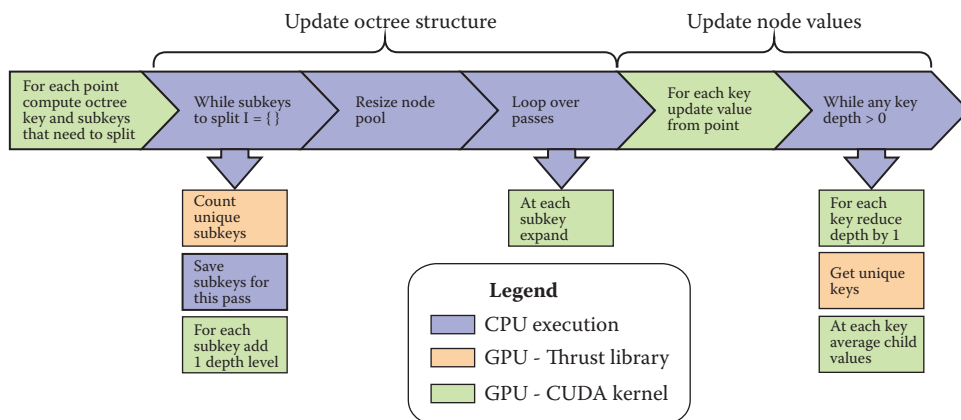 Update octree structure
Update node values
For each point
compute octree
key and subkeys
that need to split
While subkeys
to split I = { }
Resize node
pool
Loop over
passes
For each key
update value
from point
While any key
depth > 0
Count
unique
subkeys
Save
subkeys for
this pass
For each
subkey add
1 depth level
At each
subkey
expand
For each
key reduce
depth by 1
Get unique
keys
At each key
average child
values
Legend
CPU execution
GPU - Thrust library
GPU - CUDA kernel